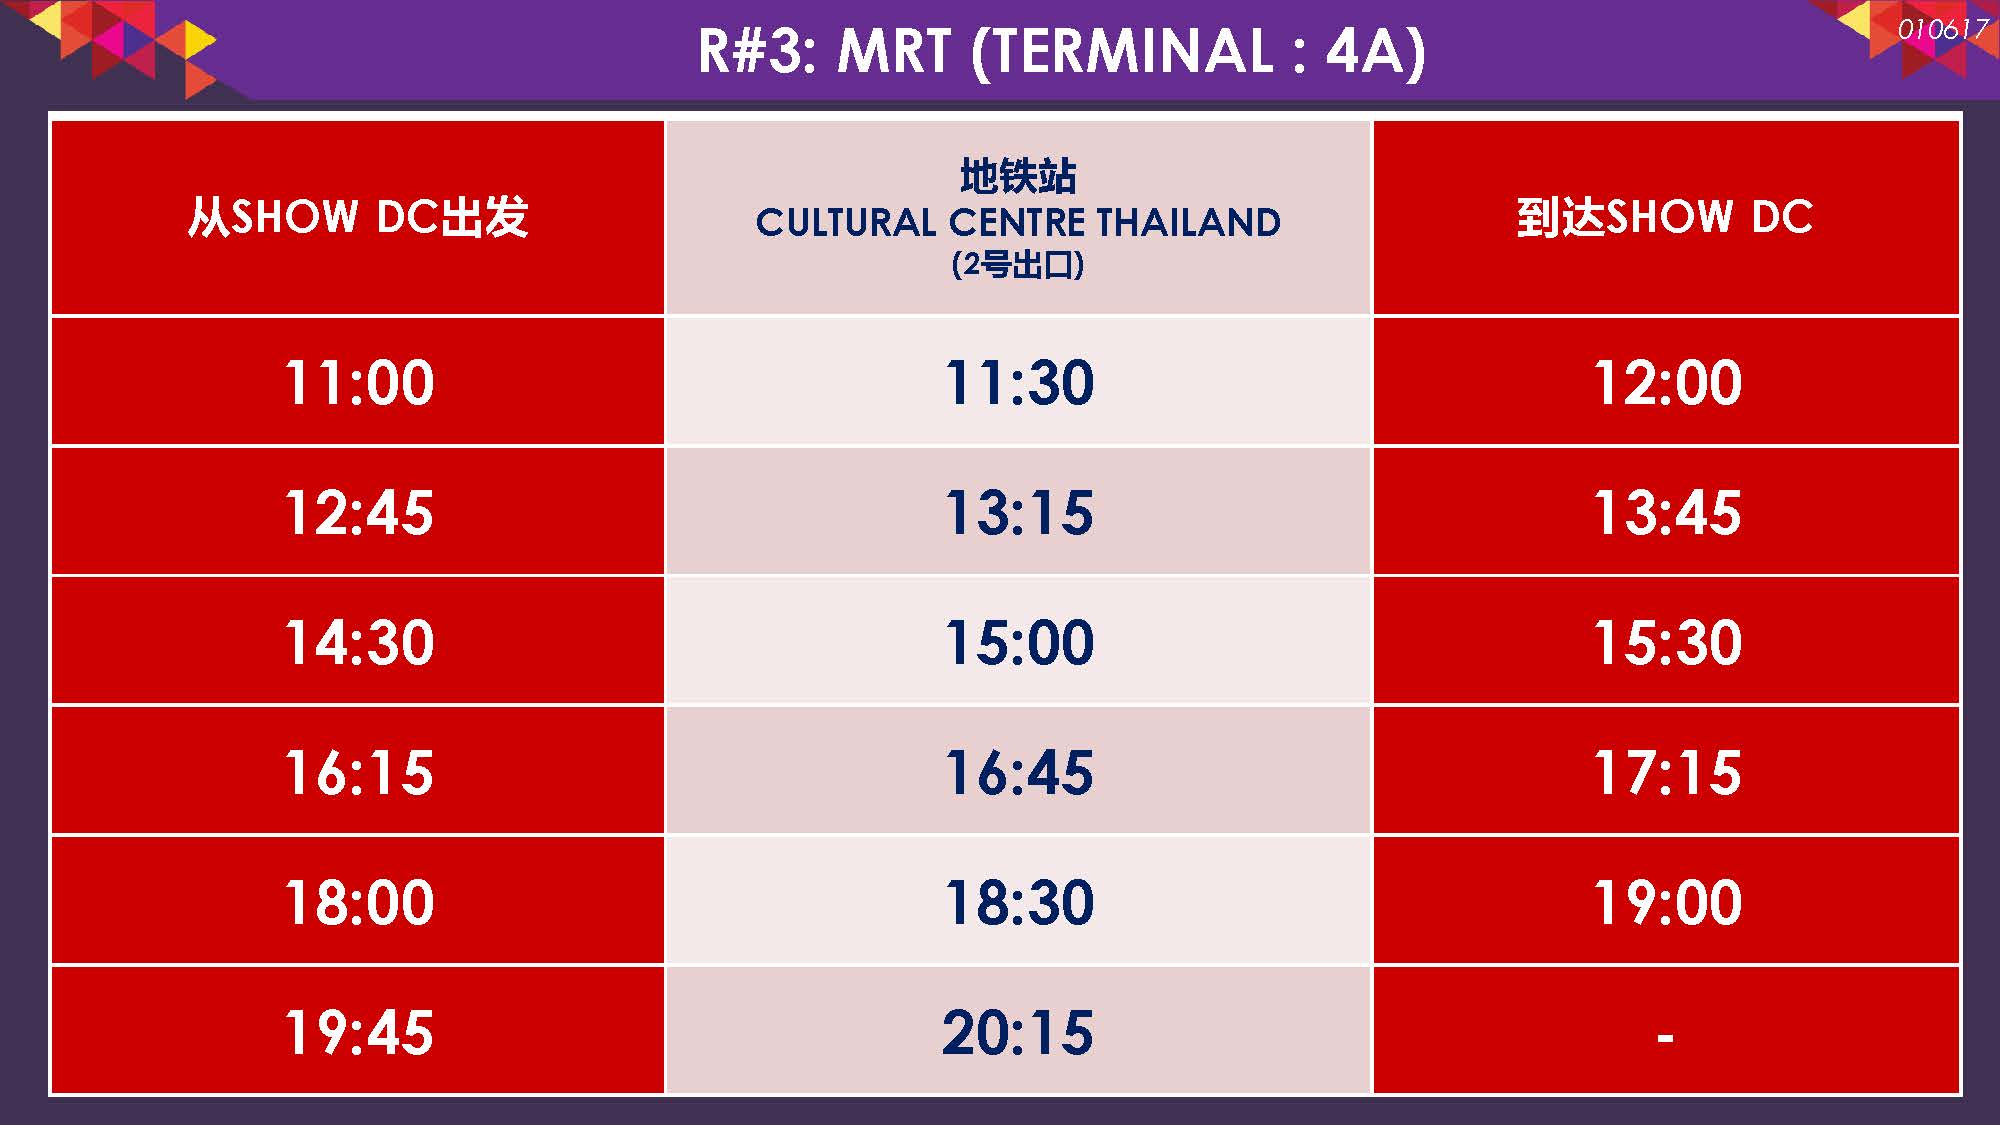 R#3: MRT (TERMINAL : 4A)
010617
从SHOW DC出发
地铁站
CULTURAL CENTRE THAILAND
(2号出口)
到达SHOW DC
11:00 11:30 12:00
12:45 13:15 13:45
14:30 15:00 15:30
16:15 16:45 17:15
18:00 18:30 19:00
19:45 20:15 -